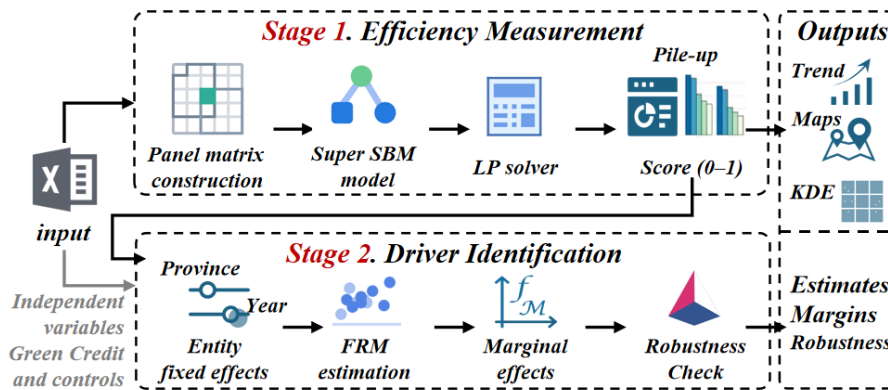 Stage 1. Efficiency Measurement
Pile-up
Panel matrix
construction
Super SBM
model
LP solver
Score (0–1)
Outputs
Trend
Maps
KDE
X
input
Independent
variables
Green Credit
and controls
Stage 2. Driver Identification
Province
Year
Entity
fixed effects
FRM
estimation
f
M
Marginal
effects
Robustness
Check
Estimates
Margins
Robustness